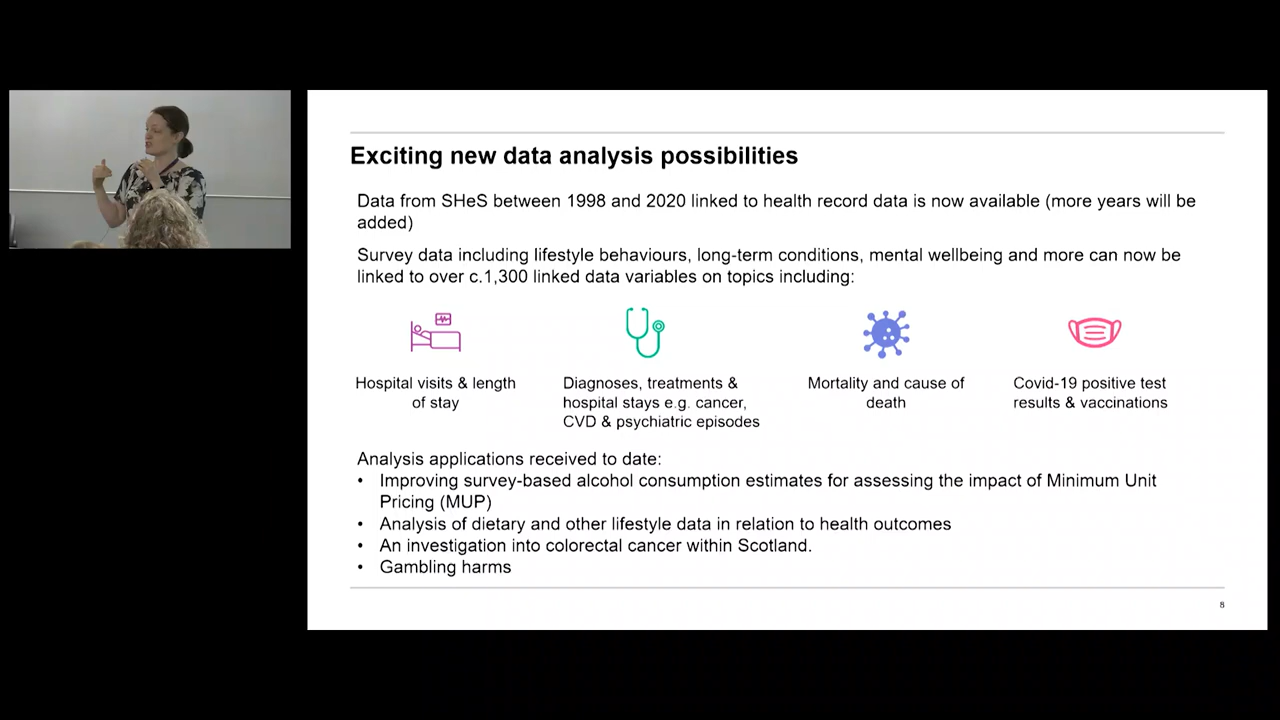 Exciting new data analysis possibilities
Data from SHeS between 1998 and 2020 linked to health record data is now available (more years will be
added)
Survey data including lifestyle behaviours, long-term conditions, mental wellbeing and more can now be
linked to over c.1,300 linked data variables on topics including:
Hospital visits & length
of stay
Diagnoses, treatments &
hospital stays e.g. cancer,
CVD & psychiatric episodes
Mortality and cause of
death
Covid-19 positive test
results & vaccinations
Analysis applications received to date:
• Improving survey-based alcohol consumption estimates for assessing the impact of Minimum Unit
Pricing (MUP)
• Analysis of dietary and other lifestyle data in relation to health outcomes
• An investigation into colorectal cancer within Scotland.
• Gambling harms
8